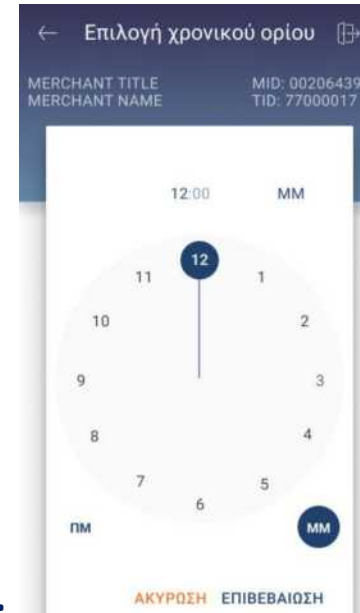 Επιλογή χρονικού ορίου
MERCHANT TITLE MID: 00206439
MERCHANT NAME TID: 77000017
12:00 ΜΜ
12
11 1
10 2
9 3
8 4
7 5
6
ΠΜ ΜΜ
ΑΚΥΡΩΣΗ ΕΠΙΒΕΒΑΙΩΣΗ